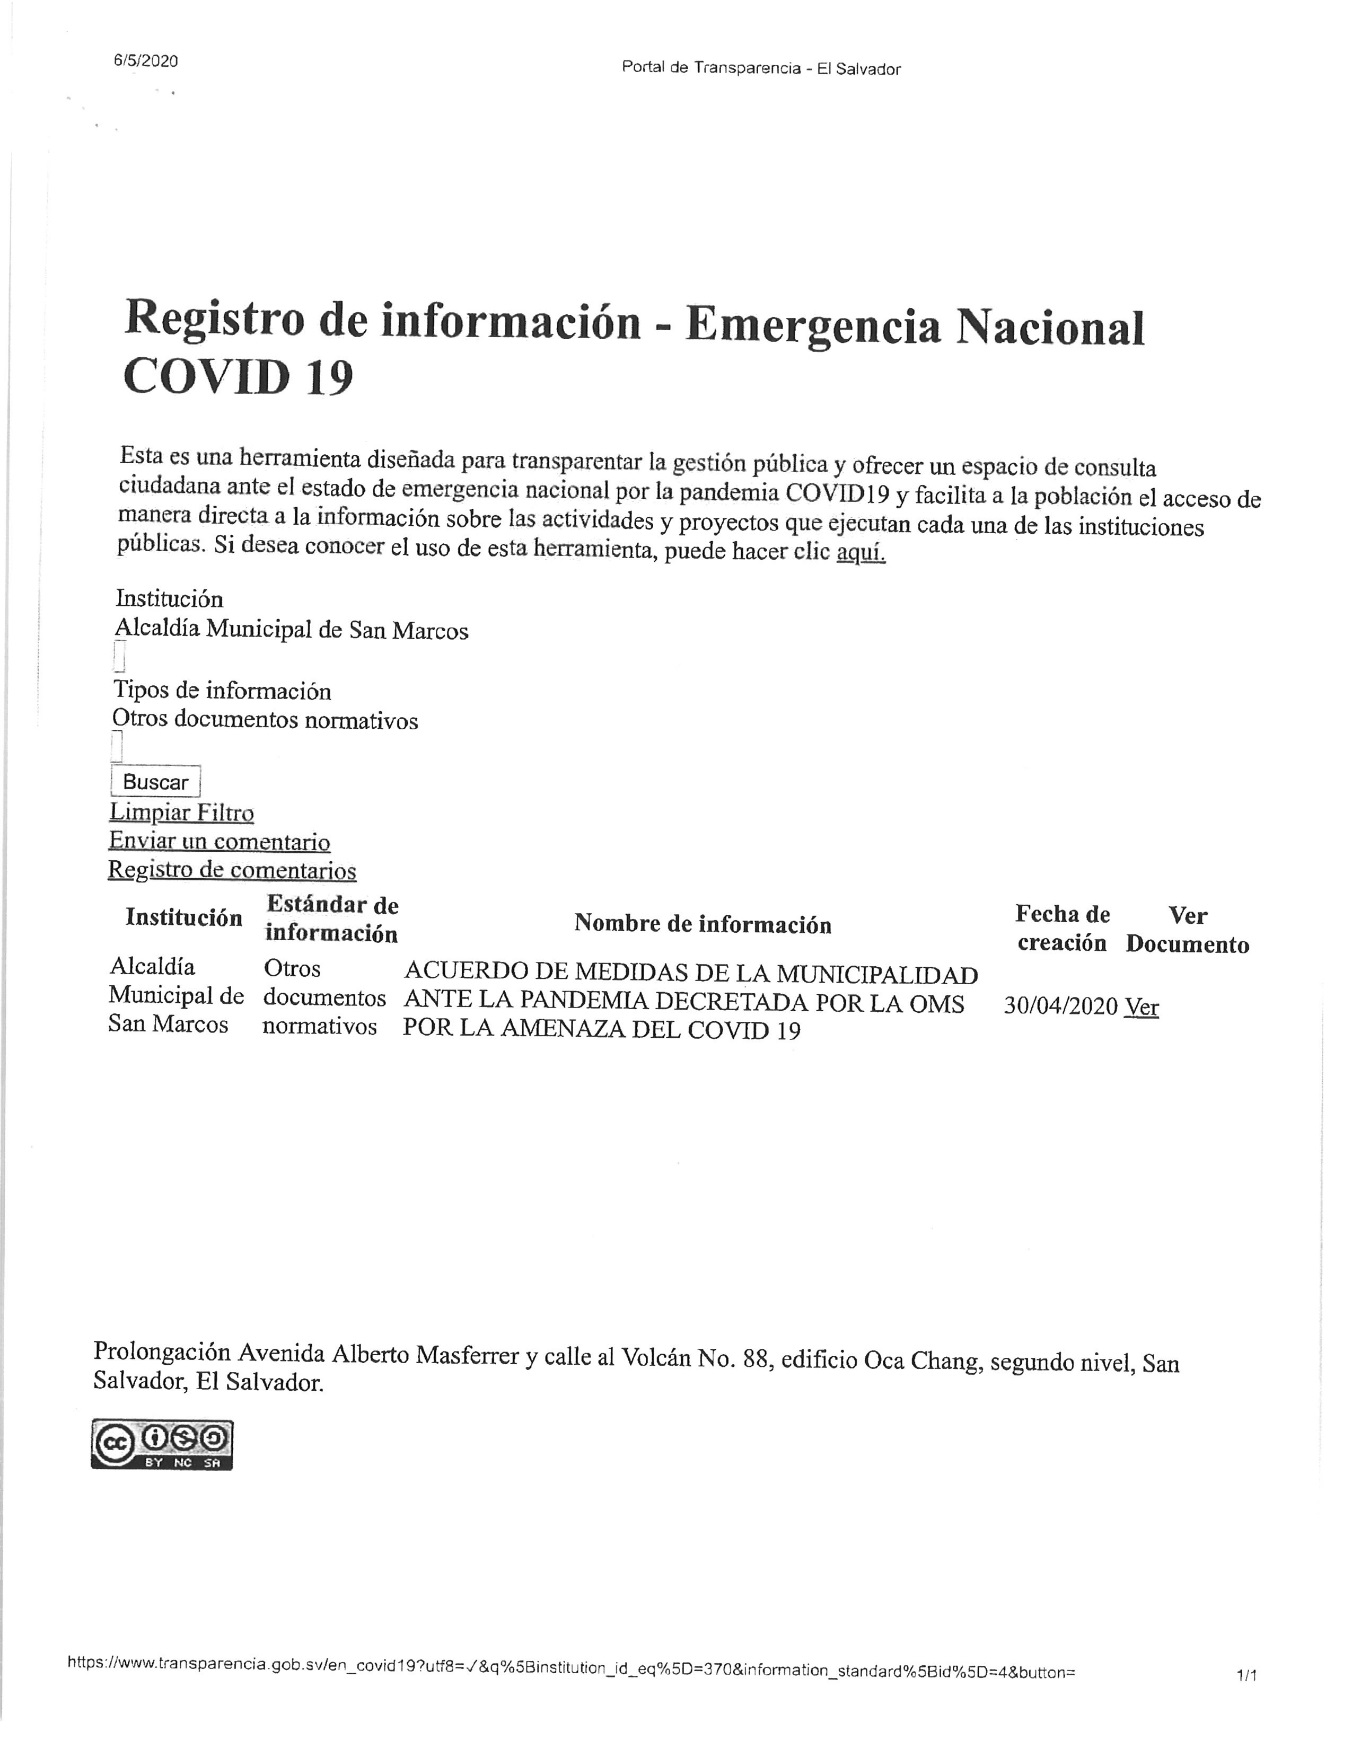 6/5/2020
Portal de Transparencia - El Salvador
Registro de información - Emergencia Nacional
COVID 19
Esta es una herramienta diseñada para transparentar la gestión pública y ofrecer un espacio de consulta
ciudadana ante el estado de emergencia nacional por la pandemia COVID19 y facilita a la población el acceso de
manera directa a la información sobre las actividades y proyectos que ejecutan cada una de las instituciones
públicas. Si desea conocer el uso de esta herramienta, puede hacer clic aquí.
Institución
Alcaldía Municipal de San Marcos
Tipos de información
Otros documentos normativos
Buscar
Limpiar Filtro
Enviar un comentario
Registro de comentarios
Institución
Estándar de
información
Nombre de información
Fecha de
creación
Ver
Documento
Alcaldía
Municipal de
San Marcos
Otros
documentos
normativos
ACUERDO DE MEDIDAS DE LA MUNICIPALIDAD
ANTE LA PANDEMIA DECRETADA POR LA OMS
POR LA AMENAZA DEL COVID 19
30/04/2020 Ver
Prolongación Avenida Alberto Masferrer y calle al Volcán No. 88, edificio Oca Chang, segundo nivel, San
Salvador, El Salvador.
cc
BY NC SA
https://www.transparencia.gob.sv/en_covid19?utf8=✓&q%5Binstitution_id_eq%5D=370&information_standard%5Bid%5D=4&button=
1/1